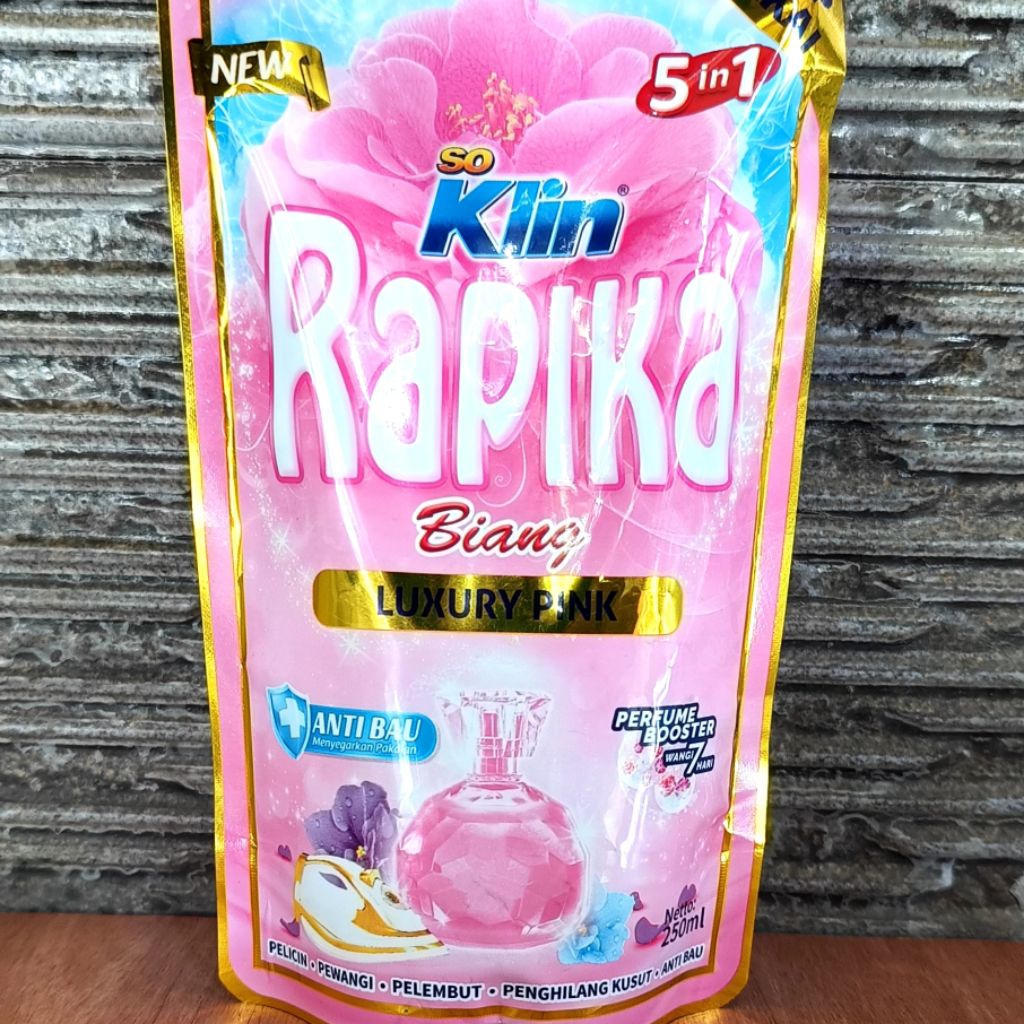 NEW
5 in 1
SO
Klin®
RAPIKA
Biang
LUXURY PINK
ANTI BAU
Menyegarkan Pakaian
PERFUME
BOOSTER
WANGI 7 HARI
Netto:
250ml
PELICIN • PEWANGI • PELEMBUT • PENGHILANG KUSUT • ANTI BAU